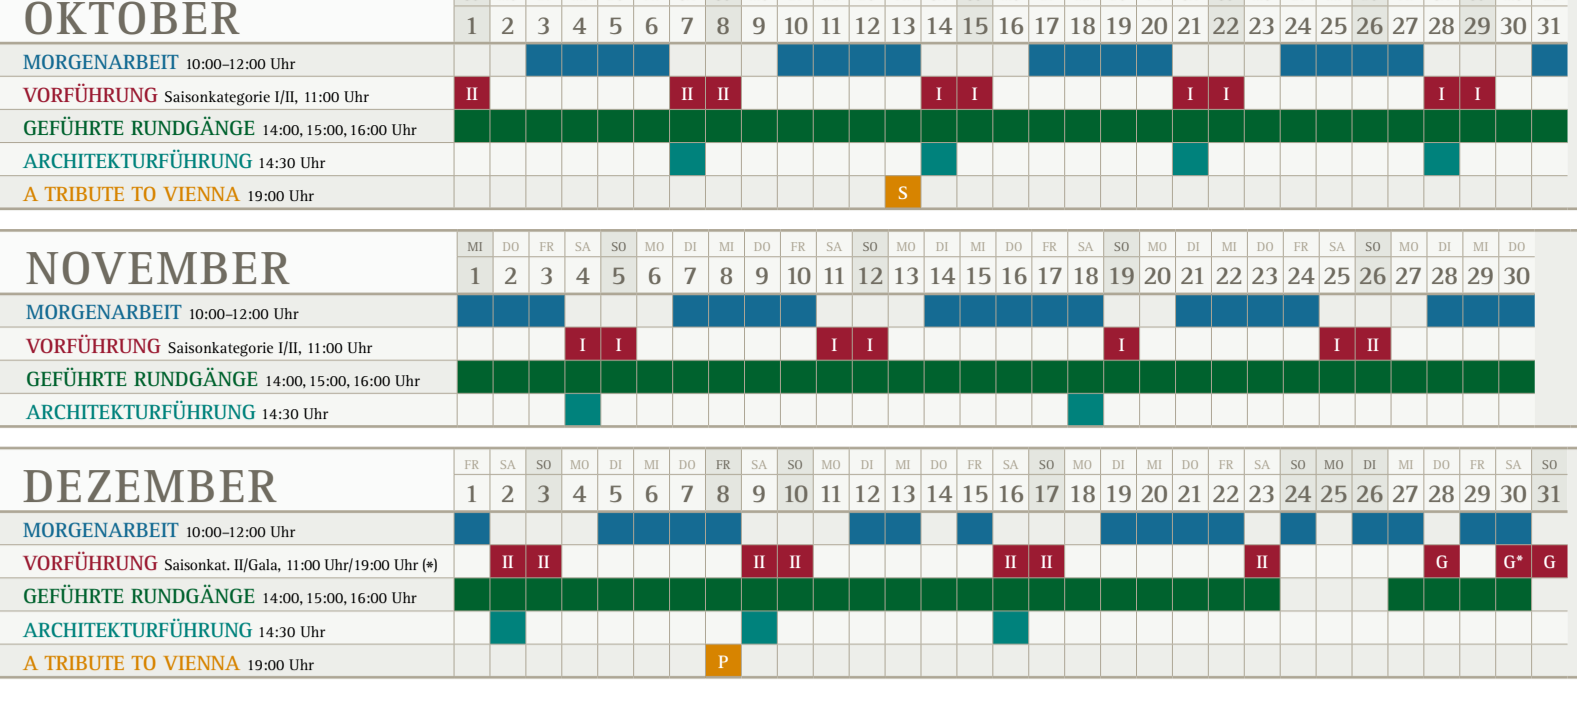 OKTOBER
1 2 3 4 5 6 7 8 9 10 11 12 13 14 15 16 17 18 19 20 21 22 23 24 25 26 27 28 29 30 31
MORGENARBEIT 10:00–12:00 Uhr
VORFÜHRUNG Saisonkategorie I/II, 11:00 Uhr II II II I I I I I I
GEFÜHRTE RUNDGÄNGE 14:00, 15:00, 16:00 Uhr
ARCHITEKTURFÜHRUNG 14:30 Uhr
A TRIBUTE TO VIENNA 19:00 Uhr S
MI DO FR SA SO MO DI MI DO FR SA SO MO DI MI DO FR SA SO MO DI MI DO FR SA SO MO DI MI DO
NOVEMBER
1 2 3 4 5 6 7 8 9 10 11 12 13 14 15 16 17 18 19 20 21 22 23 24 25 26 27 28 29 30
MORGENARBEIT 10:00–12:00 Uhr
VORFÜHRUNG Saisonkategorie I/II, 11:00 Uhr I I I I I I II
GEFÜHRTE RUNDGÄNGE 14:00, 15:00, 16:00 Uhr
ARCHITEKTURFÜHRUNG 14:30 Uhr
FR SA SO MO DI MI DO FR SA SO MO DI MI DO FR SA SO MO DI MI DO FR SA SO MO DI MI DO FR SA SO
DEZEMBER
1 2 3 4 5 6 7 8 9 10 11 12 13 14 15 16 17 18 19 20 21 22 23 24 25 26 27 28 29 30 31
MORGENARBEIT 10:00–12:00 Uhr
VORFÜHRUNG Saisonkat. II/Gala, 11:00 Uhr/19:00 Uhr (*) II II II II II II II G G* G
GEFÜHRTE RUNDGÄNGE 14:00, 15:00, 16:00 Uhr
ARCHITEKTURFÜHRUNG 14:30 Uhr
A TRIBUTE TO VIENNA 19:00 Uhr P